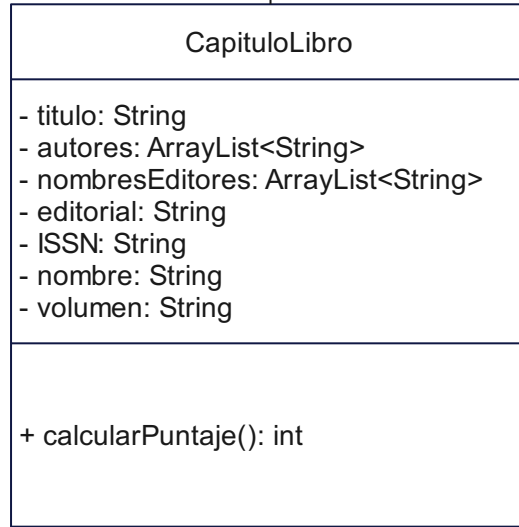 CapituloLibro
- titulo: String
- autores: ArrayList<String>
- nombresEditores: ArrayList<String>
- editorial: String
- ISSN: String
- nombre: String
- volumen: String
+ calcularPuntaje(): int